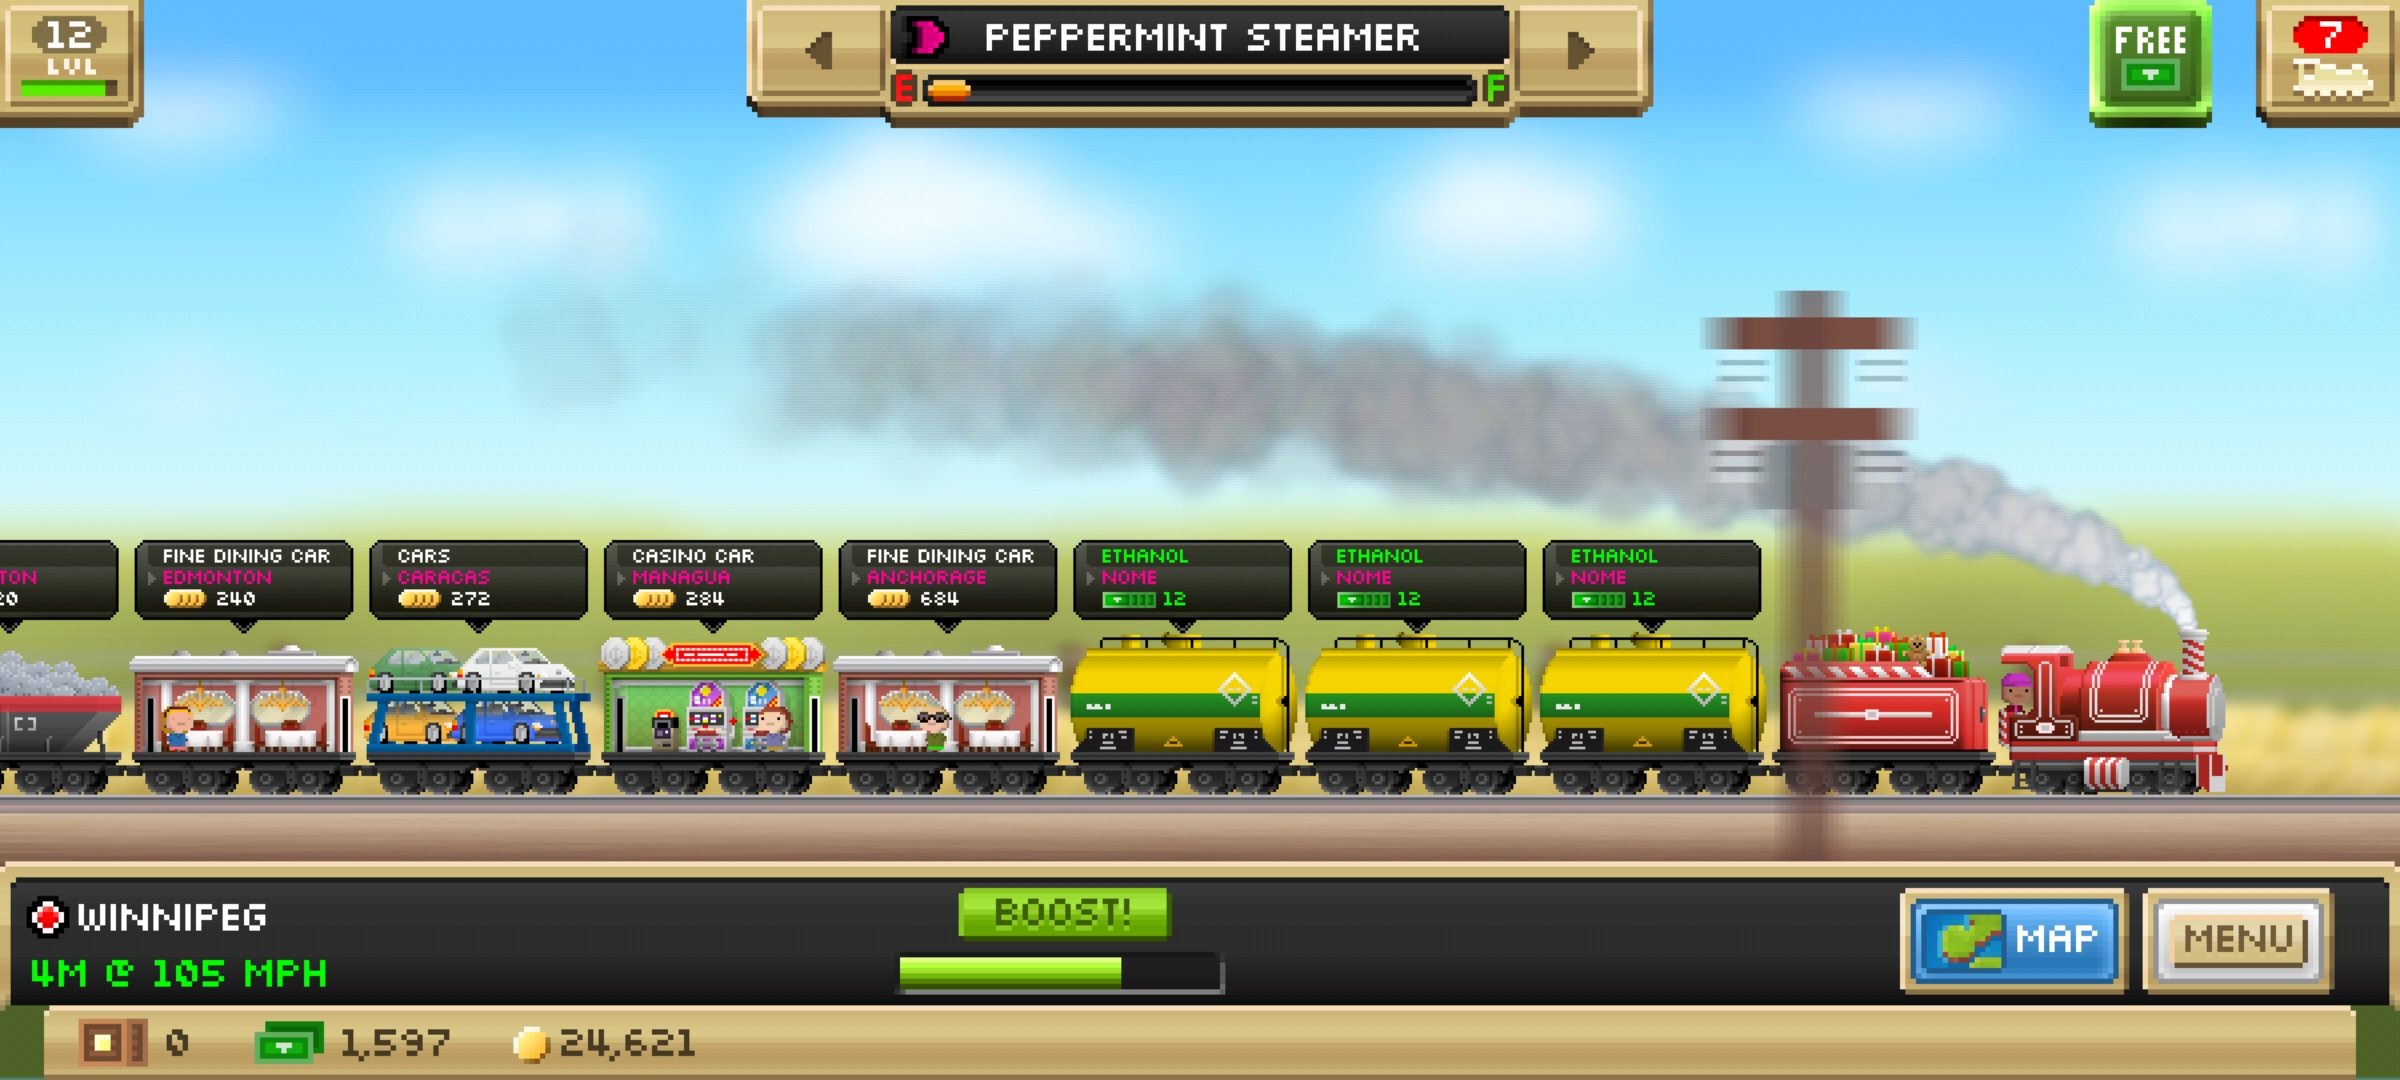 12
LVL
PEPPERMINT STEAMER
E
F
FREE
7
TON
20
FINE DINING CAR
EDMONTON
240
CARS
CARACAS
272
CASINO CAR
MANAGUA
284
FINE DINING CAR
ANCHORAGE
684
ETHANOL
NOME
12
ETHANOL
NOME
12
ETHANOL
NOME
12
WINNIPEG
4M @ 105 MPH
BOOST!
MAP
MENU
0
1,597
24,621